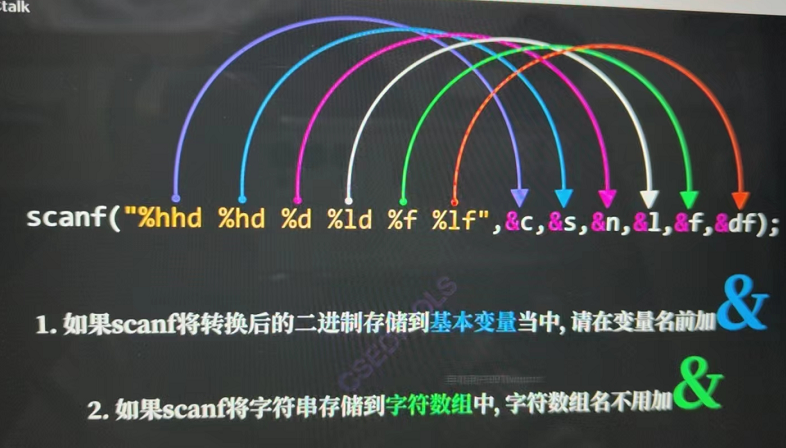 talk
scanf("%hhd %hd %d %ld %f %lf",&c,&s,&n,&l,&f,&df);
1. 如果scanf将转换后的二进制存储到基本变量当中, 请在变量名前加&
2. 如果scanf将字符串存储到字符数组中, 字符数组名不用加&